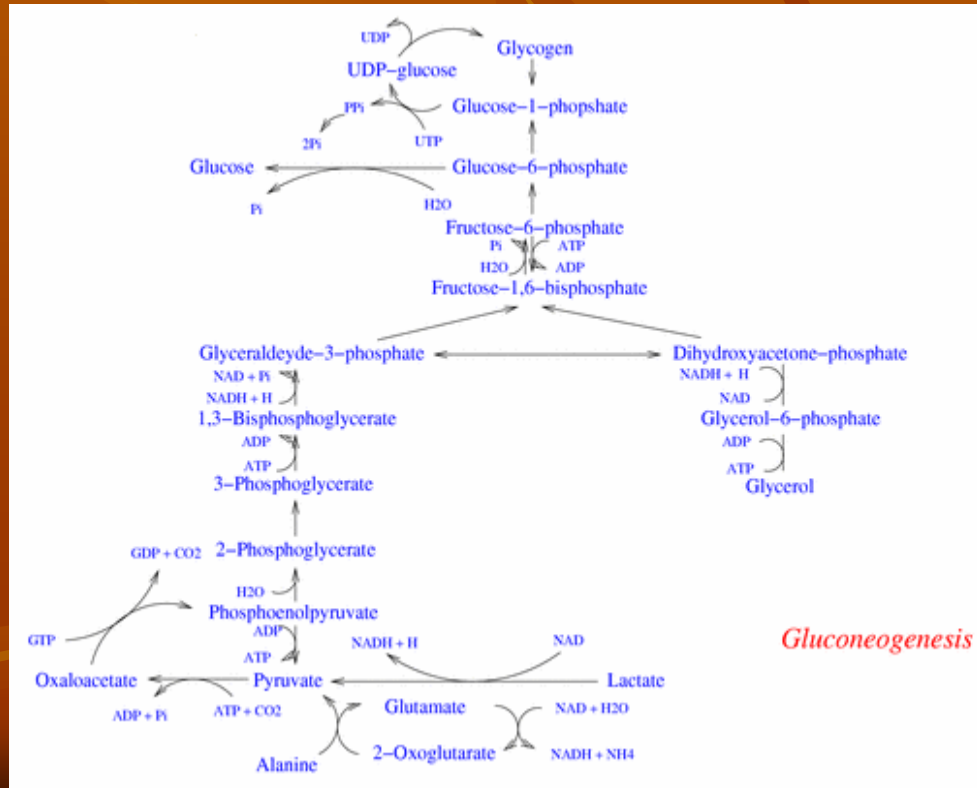 UDP
Glycogen
UDP-glucose
PPi
Glucose-1-phopshate
2Pi
UTP
Glucose
Glucose-6-phosphate
Pi
H2O
Fructose-6-phosphate
Pi
ATP
H2O
ADP
Fructose-1,6-bisphosphate
Glyceraldeyde-3-phosphate
Dihydroxyacetone-phosphate
NAD + Pi
NADH + H
NADH + H
NAD
1,3-Bisphosphoglycerate
Glycerol-6-phosphate
ADP
ADP
ATP
ATP
3-Phosphoglycerate
Glycerol
GDP + CO2
2-Phosphoglycerate
H2O
Phosphoenolpyruvate
GTP
ADP
NADH + H
NAD
Gluconeogenesis
ATP
Oxaloacetate
Pyruvate
Lactate
ADP + Pi
ATP + CO2
Glutamate
NAD + H2O
Alanine
2-Oxoglutarate
NADH + NH4